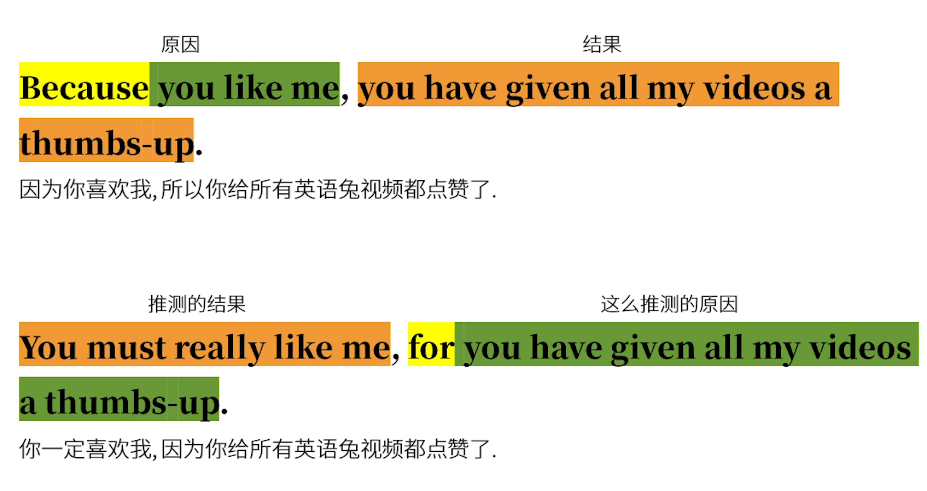 原因 结果
Because you like me, you have given all my videos a
thumbs-up.
因为你喜欢我, 所以你给所有英语兔视频都点赞了.
推测的结果 这么推测的原因
You must really like me, for you have given all my videos
a thumbs-up.
你一定喜欢我, 因为你给所有英语兔视频都点赞了.